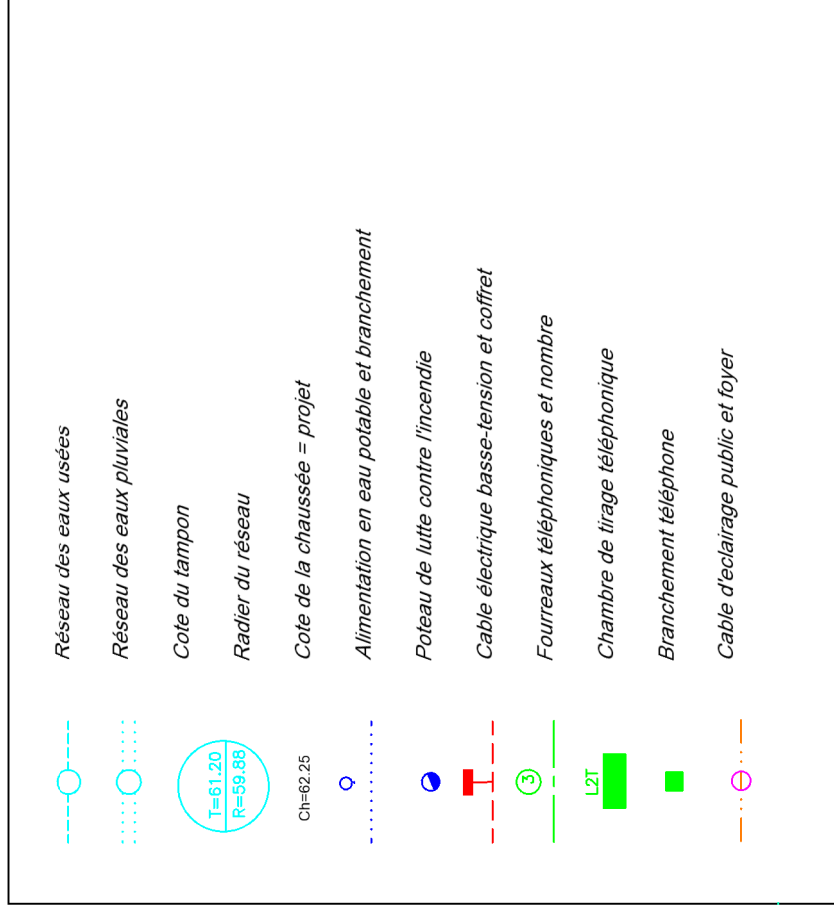 Réseau des eaux usées
Réseau des eaux pluviales
T=61.20
R=59.88
Cote du tampon
Radier du réseau
Ch=62.25
Cote de la chaussée = projet
Alimentation en eau potable et branchement
Poteau de lutte contre l'incendie
Cable électrique basse-tension et coffret
3
Fourreaux téléphoniques et nombre
L2T
Chambre de tirage téléphonique
Branchement téléphone
Cable d'eclairage public et foyer